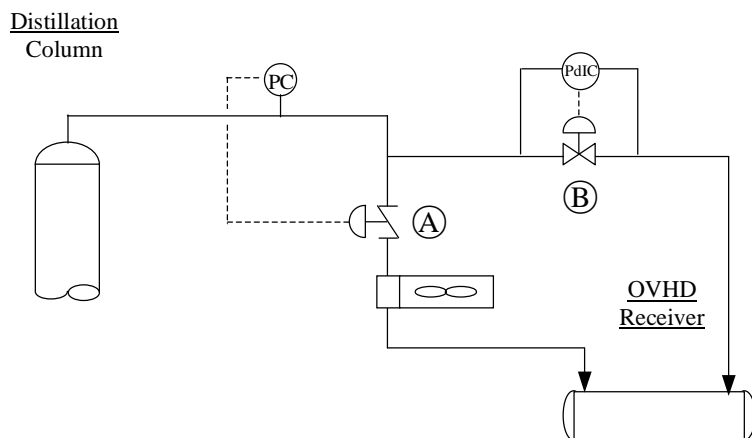 Distillation
Column
PC
PdIC
A
B
OVHD
Receiver